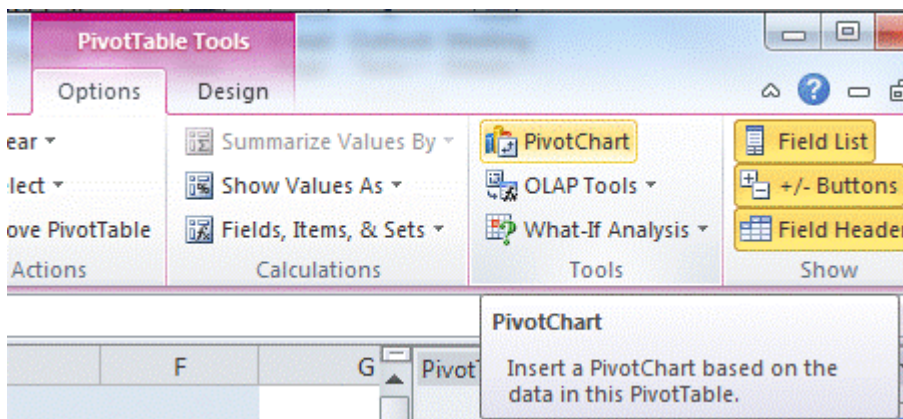 PivotTable Tools
Options Design
ear Summarize Values By PivotChart Field List
lect Show Values As OLAP Tools +/- Buttons
ove PivotTable Fields, Items, & Sets What-If Analysis Field Header
Actions Calculations Tools Show
PivotChart
F G PivotT
Insert a PivotChart based on the
data in this PivotTable.